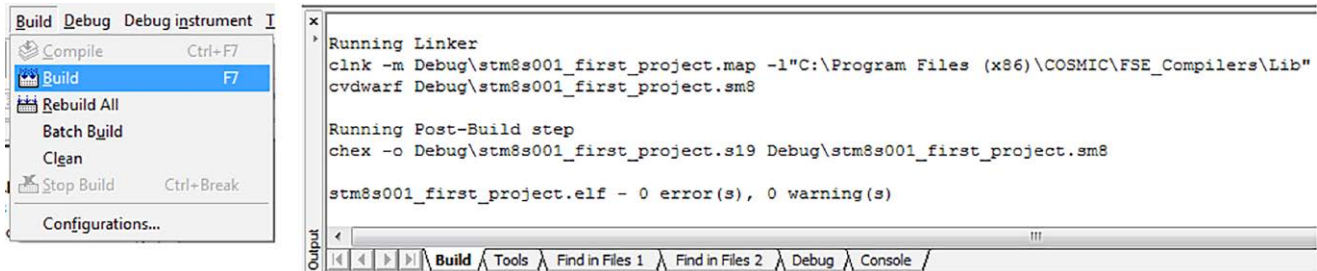 Build Debug Debug instrument T
Compile Ctrl+F7
Build F7
Rebuild All
Batch Build
Clean
Stop Build Ctrl+Break
Configurations...
Running Linker
clnk -m Debug\stm8s001_first_project.map -l"C:\Program Files (x86)\COSMIC\FSE_Compilers\Lib"
cvdwarf Debug\stm8s001_first_project.sm8
Running Post-Build step
chex -o Debug\stm8s001_first_project.s19 Debug\stm8s001_first_project.sm8
stm8s001_first_project.elf - 0 error(s), 0 warning(s)
Output
Build Tools Find in Files 1 Find in Files 2 Debug Console